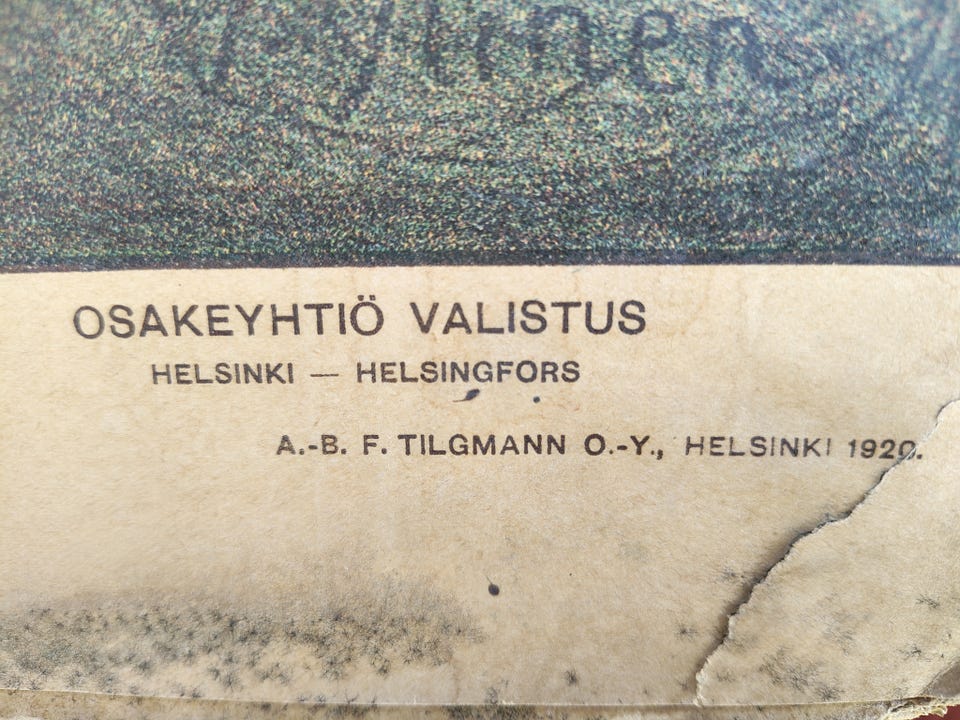 OSAKEYHTIÖ VALISTUS
HELSINKI — HELSINGFORS
A.-B. F. TILGMANN O.-Y., HELSINKI 1920.